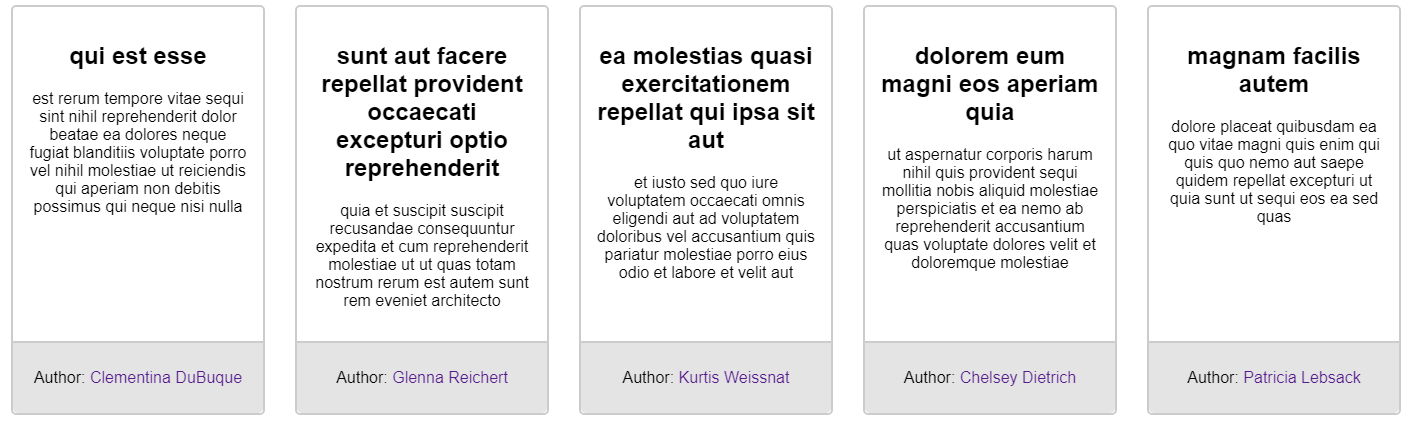 qui est esse
est rerum tempore vitae sequi
sint nihil reprehenderit dolor
beatae ea dolores neque
fugiat blanditiis voluptate porro
vel nihil molestiae ut reiciendis
qui aperiam non debitis
possimus qui neque nisi nulla
Author: Clementina DuBuque
sunt aut facere
repellat provident
occaecati
excepturi optio
reprehenderit
quia et suscipit suscipit
recusandae consequuntur
expedita et cum reprehenderit
molestiae ut ut quas totam
nostrum rerum est autem sunt
rem eveniet architecto
Author: Glenna Reichert
ea molestias quasi
exercitationem
repellat qui ipsa sit
aut
et iusto sed quo iure
voluptatem occaecati omnis
eligendi aut ad voluptatem
doloribus vel accusantium quis
pariatur molestiae porro eius
odio et labore et velit aut
Author: Kurtis Weissnat
dolorem eum
magni eos aperiam
quia
ut aspernatur corporis harum
nihil quis provident sequi
mollitia nobis aliquid molestiae
perspiciatis et ea nemo ab
reprehenderit accusantium
quas voluptate dolores velit et
doloremque molestiae
Author: Chelsey Dietrich
magnam facilis
autem
dolore placeat quibusdam ea
quo vitae magni quis enim qui
quis quo nemo aut saepe
quidem repellat excepturi ut
quia sunt ut sequi eos ea sed
quas
Author: Patricia Lebsack